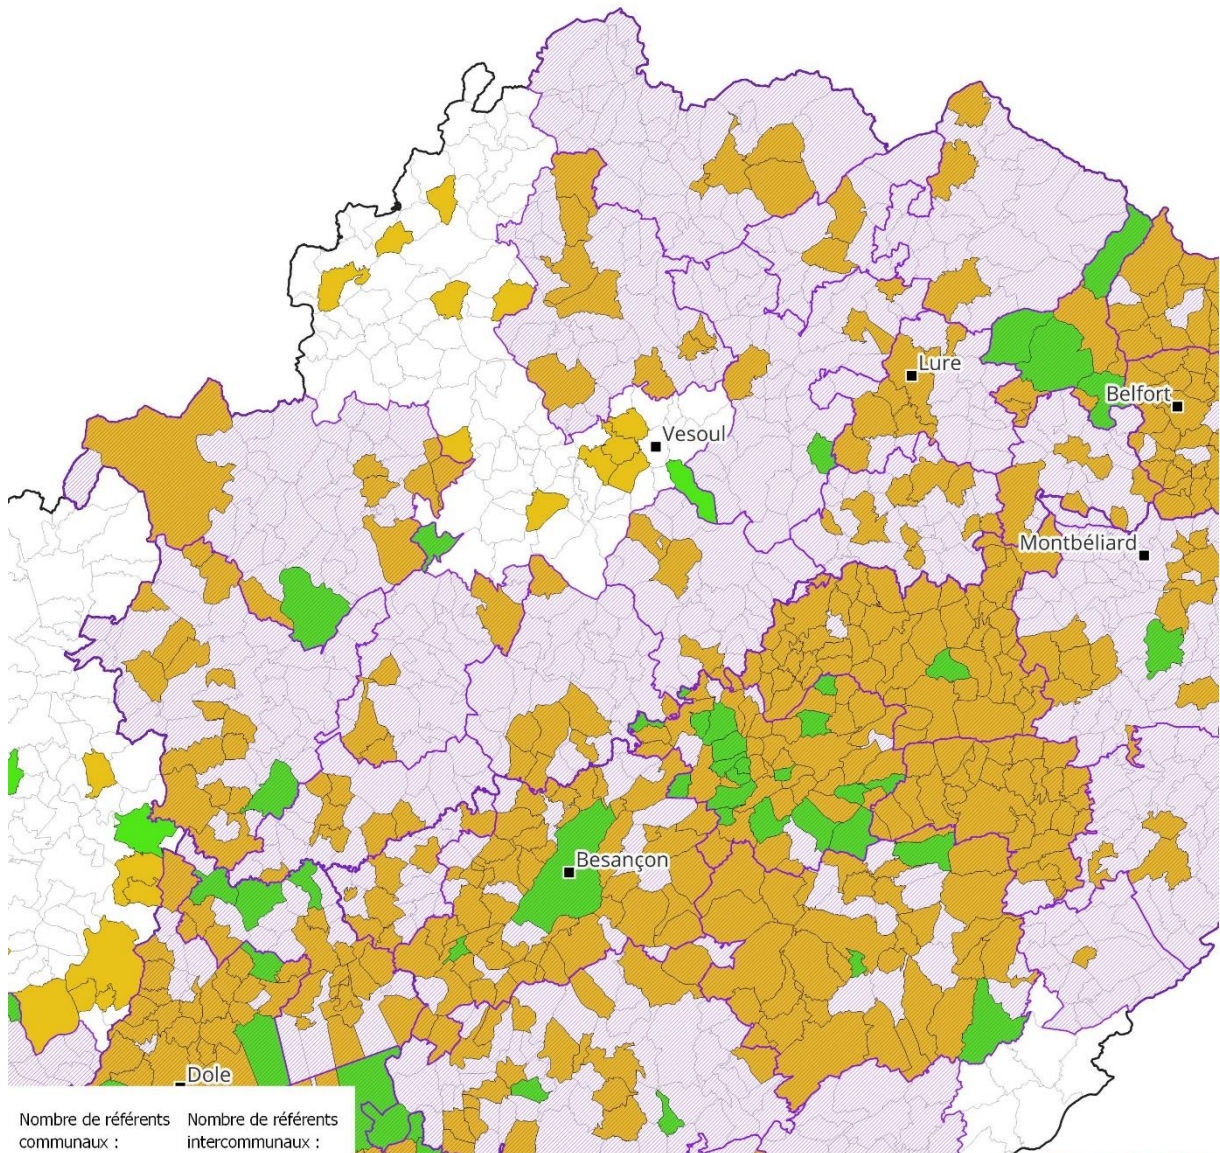 Lure
Belfort
Vesoul
Montbéliard
Besançon
Dole
Nombre de référents
communaux :
Nombre de référents
intercommunaux :